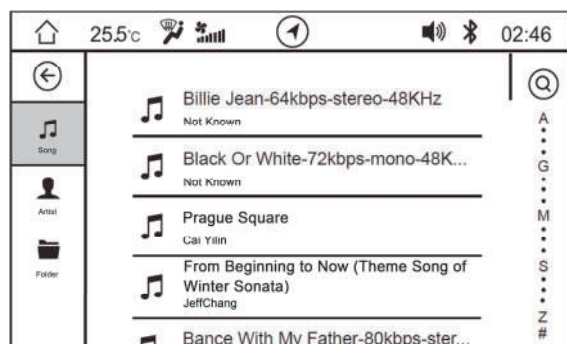 25.5℃ 02:46
Song
Artist
Folder
Billie Jean-64kbps-stereo-48KHz
Not Known
Black Or White-72kbps-mono-48K...
Not Known
Prague Square
Cai Yilin
From Beginning to Now (Theme Song of
Winter Sonata)
JeffChang
Bance With My Father-80kbps-ster...
Q
A
G
M
S
Z
#